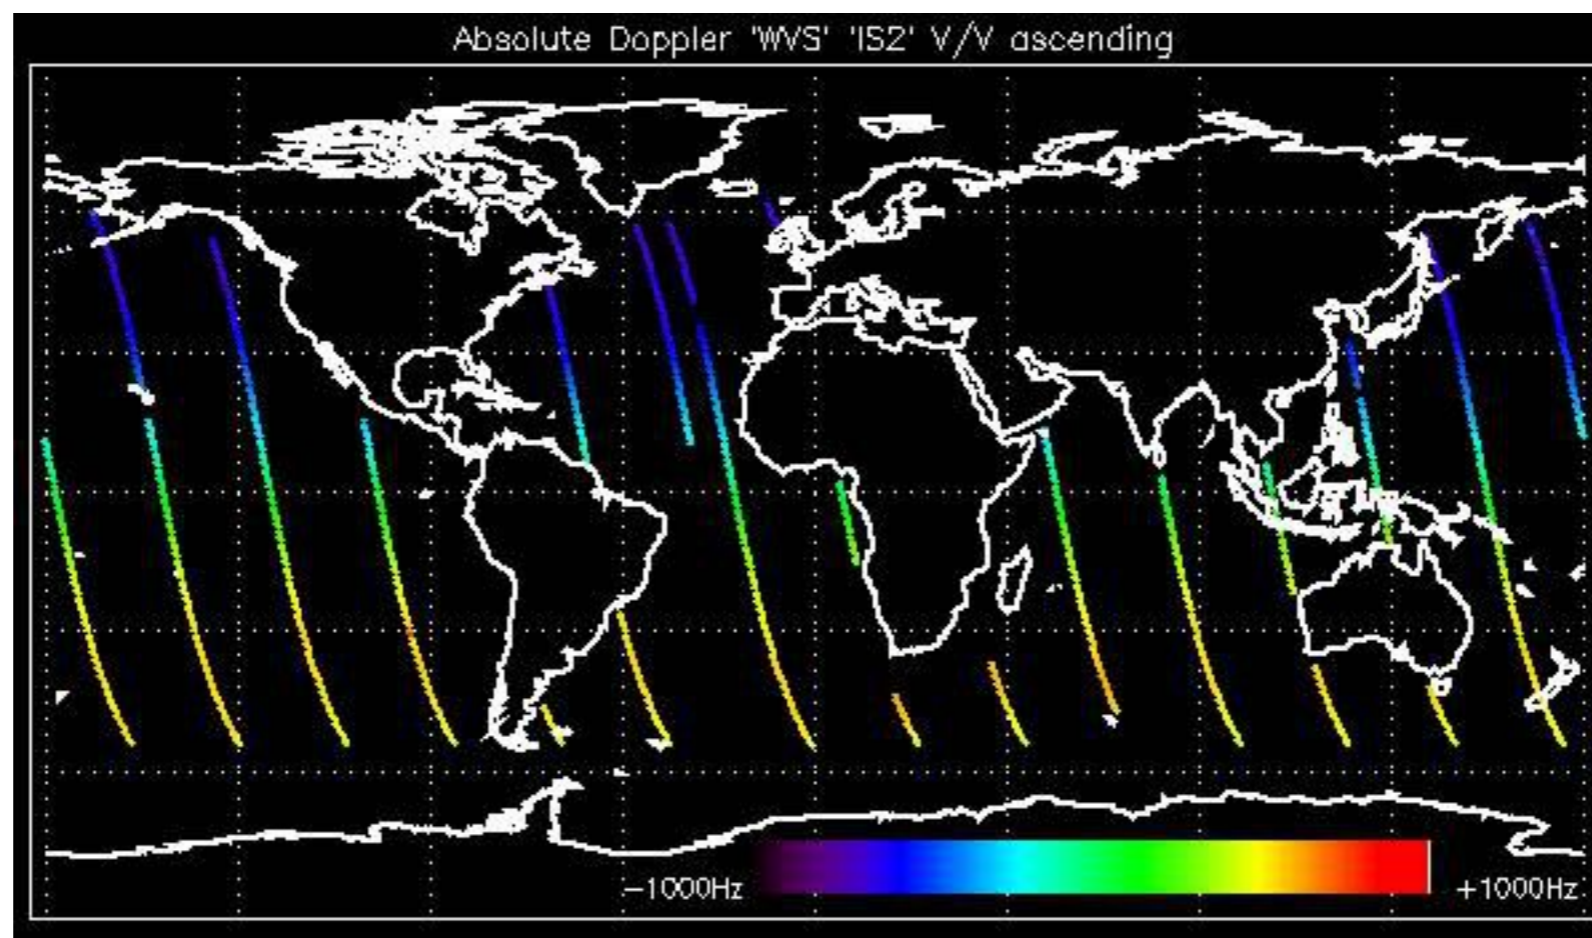 Absolute Doppler 'WVS' 'IS2' V/V ascending
-1000Hz +1000Hz